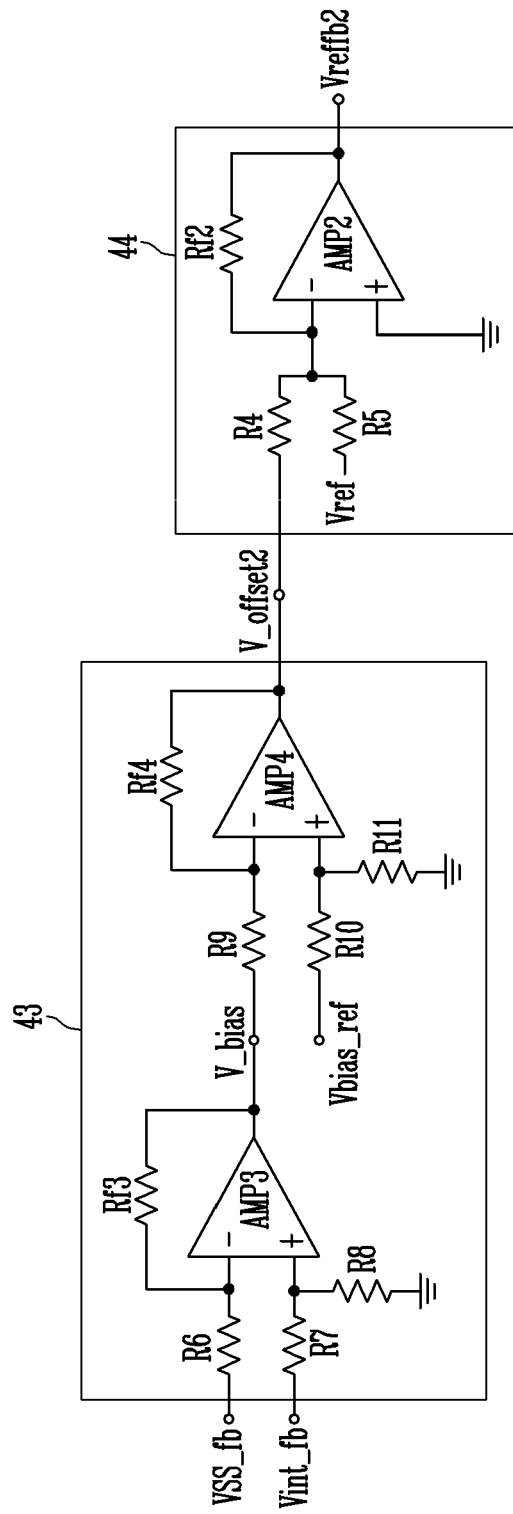 43
VSS_fb
Vint_fb
R6
R7
R8
Rf3
−
+
AMP3
V_bias
Vbias_ref
R9
R10
R11
Rf4
−
+
AMP4
V_offset2
44
Vref
R4
R5
Rf2
−
+
AMP2
Vreffb2